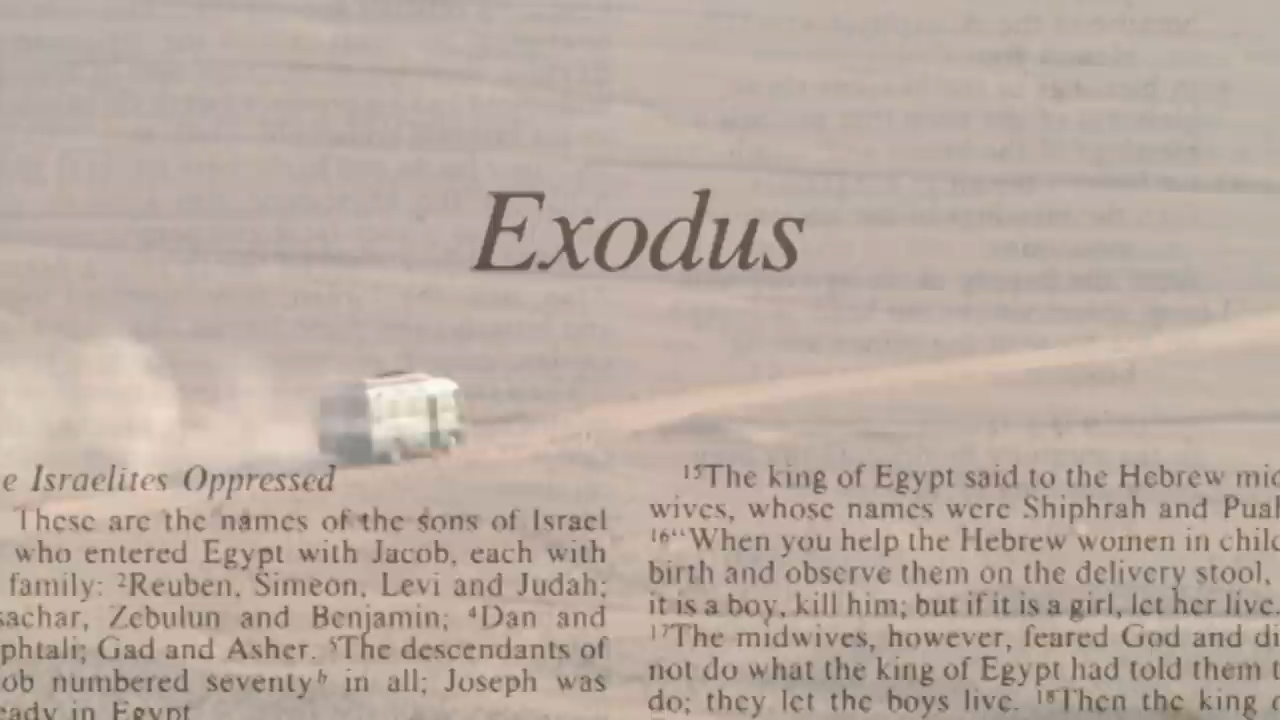 Exodus
e Israelites Oppressed
These are the names of the sons of Israel
who entered Egypt with Jacob, each with
family: ²Reuben, Simeon, Levi and Judah;
sachar, Zebulun and Benjamin; ⁴Dan and
phtali; Gad and Asher. ⁵The descendants of
ob numbered seventyᵇ in all; Joseph was
eady in Egypt
¹⁵The king of Egypt said to the Hebrew mid
wives, whose names were Shiphrah and Puah
¹⁶“When you help the Hebrew women in child
birth and observe them on the delivery stool,
it is a boy, kill him; but if it is a girl, let her live.
¹⁷The midwives, however, feared God and di
not do what the king of Egypt had told them t
do; they let the boys live. ¹⁸Then the king o